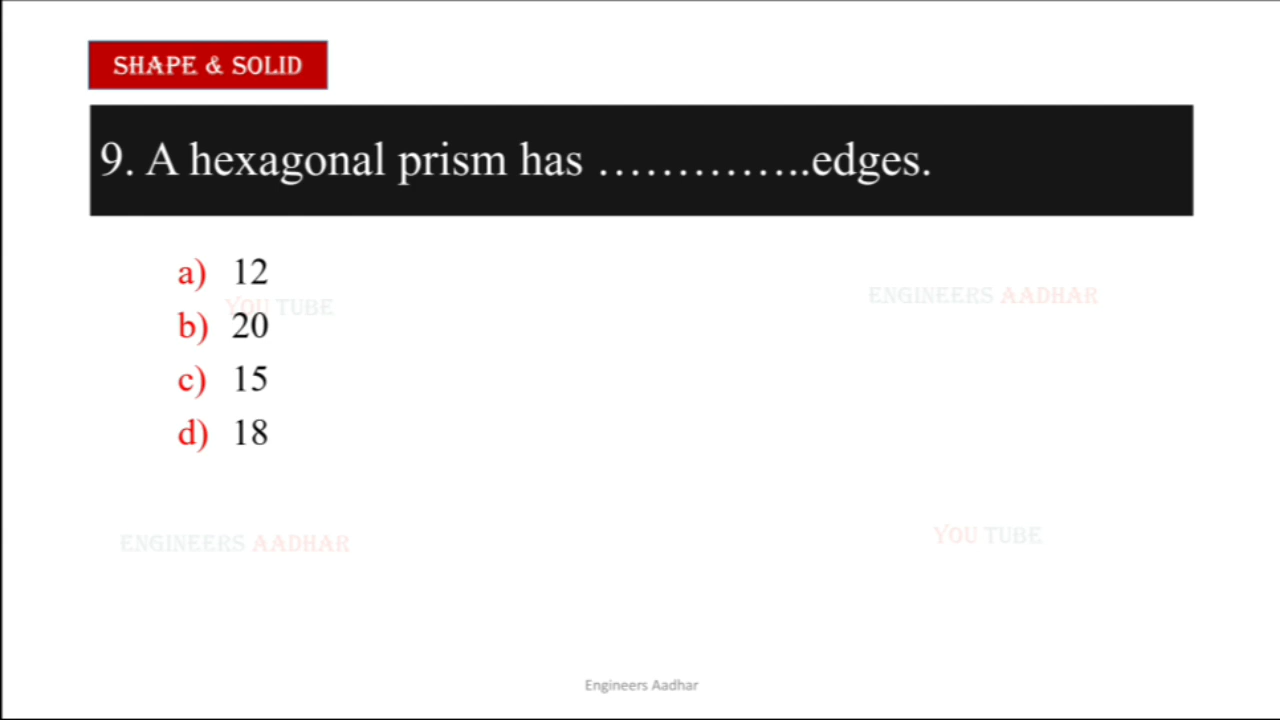 SHAPE & SOLID
9. A hexagonal prism has …………..edges.
a) 12
YOU TUBE
ENGINEERS AADHAR
b) 20
c) 15
d) 18
ENGINEERS AADHAR
YOU TUBE
Engineers Aadhar